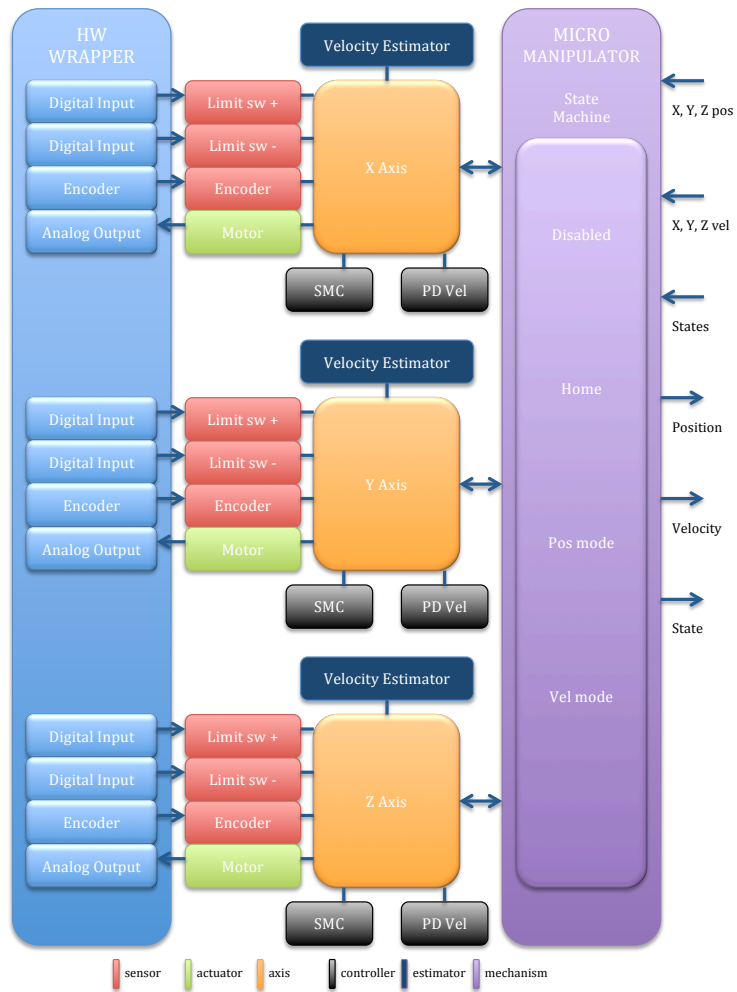 HW
WRAPPER
Velocity Estimator
MICRO
MANIPULATOR
State
Machine
Digital Input
Limit sw +
Digital Input
Limit sw -
Encoder
Encoder
Analog Output
Motor
X Axis
SMC
PD Vel
Velocity Estimator
Digital Input
Limit sw +
Digital Input
Limit sw -
Encoder
Encoder
Analog Output
Motor
Y Axis
SMC
PD Vel
Velocity Estimator
Digital Input
Limit sw +
Digital Input
Limit sw -
Encoder
Encoder
Analog Output
Motor
Z Axis
SMC
PD Vel
Disabled
Home
Pos mode
Vel mode
X, Y, Z pos
X, Y, Z vel
States
Position
Velocity
State
sensor
actuator
axis
controller
estimator
mechanism